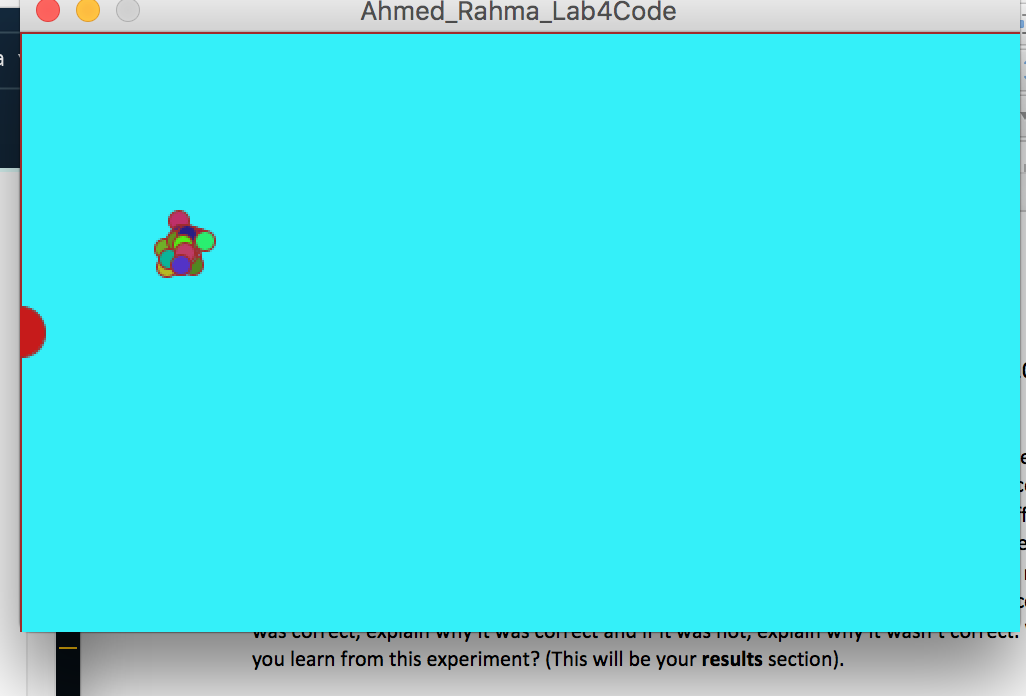 Ahmed_Rahma_Lab4Code
was correct, explain why it was correct and if it was not, explain why it wasn't correct.
you learn from this experiment? (This will be your results section).